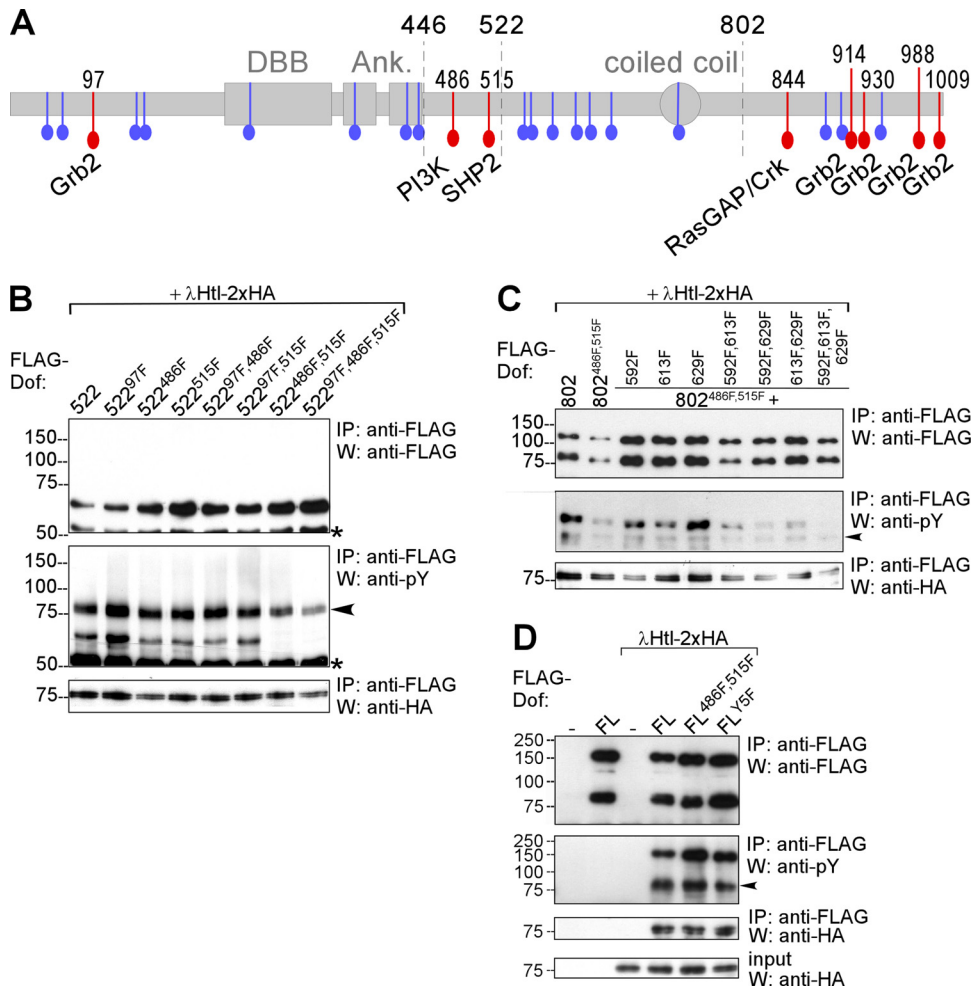 A
446 522 802
DBB Ank. coiled coil
97 486 515 844 914 930 988 1009
Grb2 PI3K SHP2 RasGAP/Crk Grb2 Grb2 Grb2 Grb2
B
+ λHtl-2xHA
FLAG-
Dof:
522 522^97F 522^486F 522^515F 522^97F,486F 522^97F,515F 522^486F,515F 522^97F,486F,515F
150
100
75
50
*
IP: anti-FLAG
W: anti-FLAG
150
100
75
50
*
IP: anti-FLAG
W: anti-pY
75
IP: anti-FLAG
W: anti-HA
C
+ λHtl-2xHA
FLAG-
Dof:
802 802^486F,515F 592F 613F 629F 592F,613F 592F,629F 613F,629F 592F,613F,629F
802^486F,515F +
150
100
75
IP: anti-FLAG
W: anti-FLAG
IP: anti-FLAG
W: anti-pY
75
IP: anti-FLAG
W: anti-HA
D
λHtl-2xHA
FLAG-
Dof:
- FL - FL FL^486F,515F FL^Y5F
250
150
75
IP: anti-FLAG
W: anti-FLAG
250
150
100
75
IP: anti-FLAG
W: anti-pY
75
IP: anti-FLAG
W: anti-HA
75
input
W: anti-HA